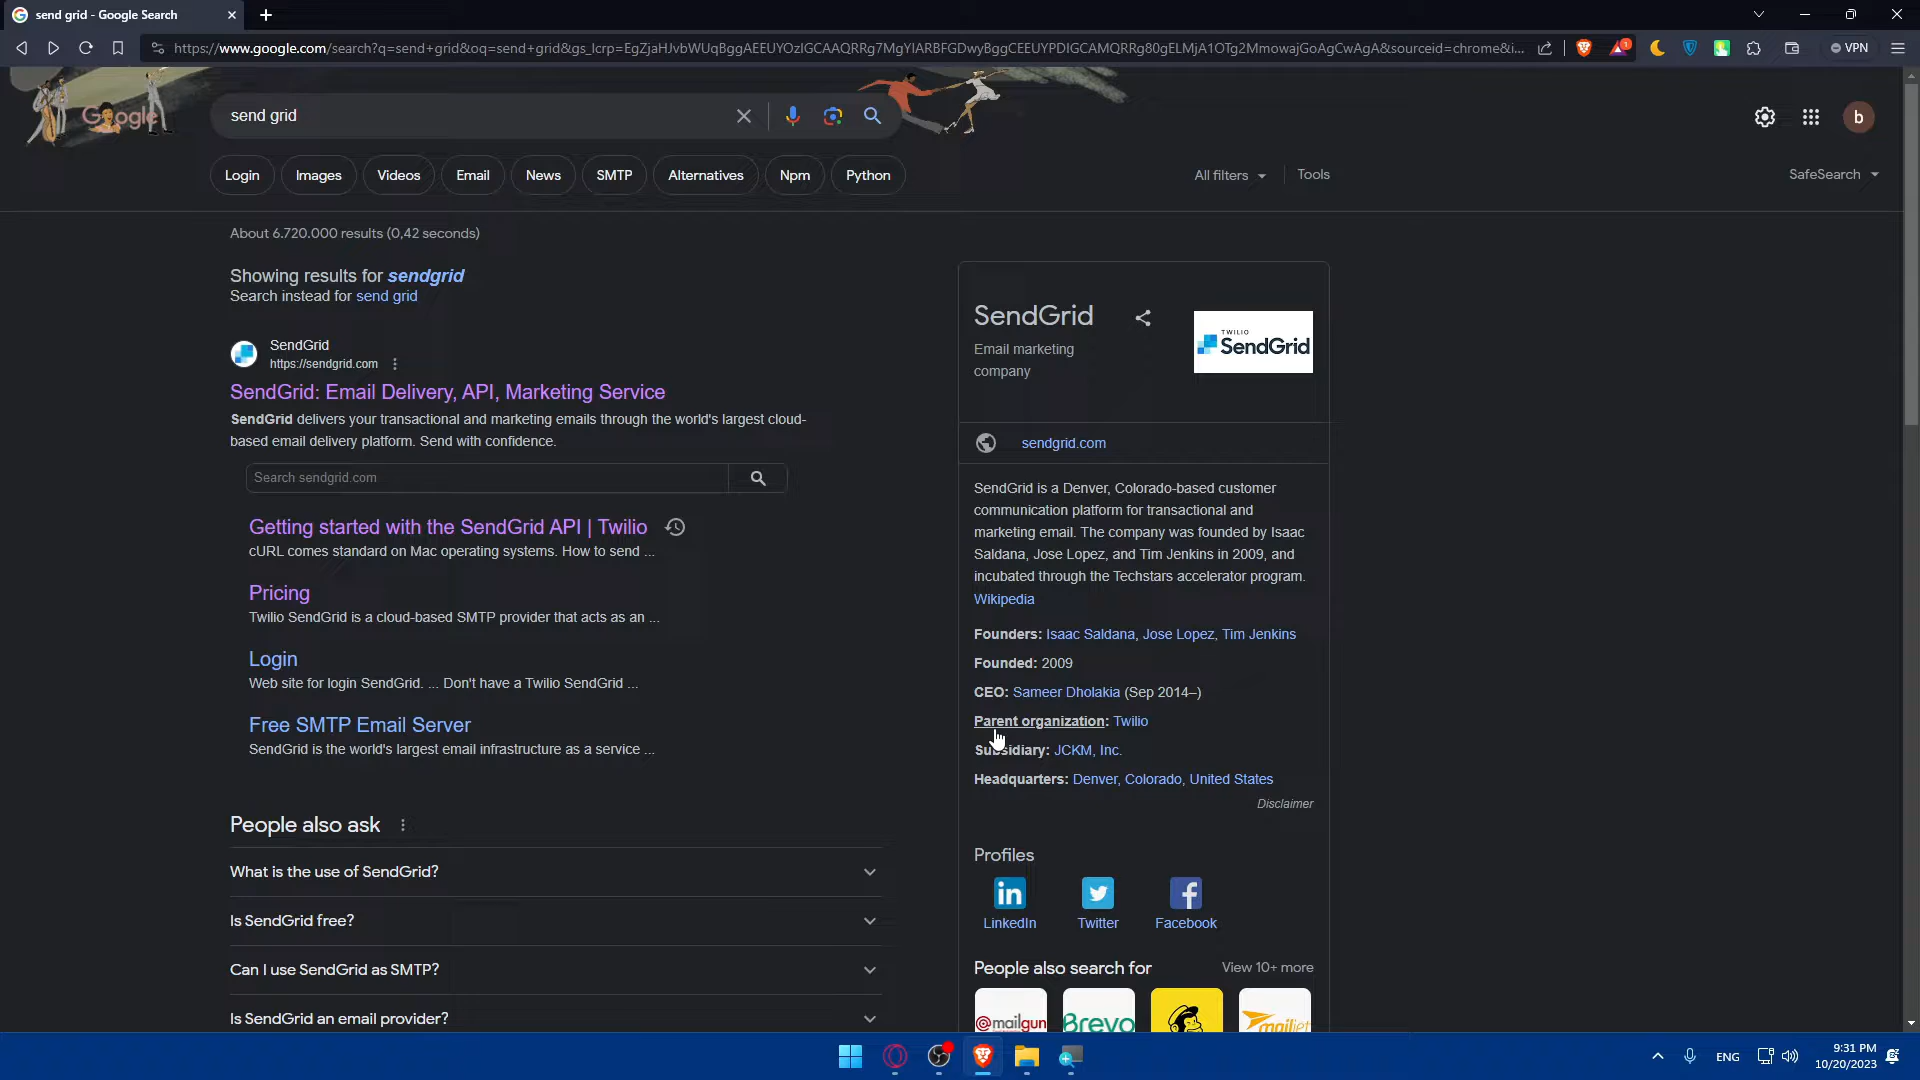 send grid - Google Search
https://www.google.com/search?q=send+grid&oq=send+grid&gs_lcrp=EgZjaHJvbWUqBggAEEUYOzIGCAAQRRg7MgYIARBFGDwyBggCEEUYPDIGCAMQRRg80gELMjA1OTg2MmowajGoAgCwAgA&sourceid=chrome&i...
VPN
Google
send grid
b
Login
Images
Videos
Email
News
SMTP
Alternatives
Npm
Python
All filters
Tools
SafeSearch
About 6.720.000 results (0,42 seconds)
Showing results for sendgrid
Search instead for send grid
SendGrid
https://sendgrid.com
SendGrid: Email Delivery, API, Marketing Service
SendGrid delivers your transactional and marketing emails through the world's largest cloud-
based email delivery platform. Send with confidence.
Search sendgrid.com
Getting started with the SendGrid API | Twilio
cURL comes standard on Mac operating systems. How to send ...
Pricing
Twilio SendGrid is a cloud-based SMTP provider that acts as an ...
Login
Web site for login SendGrid. ... Don't have a Twilio SendGrid ...
Free SMTP Email Server
SendGrid is the world's largest email infrastructure as a service ...
People also ask
What is the use of SendGrid?
Is SendGrid free?
Can I use SendGrid as SMTP?
Is SendGrid an email provider?
SendGrid
Email marketing
company
TWILIO
SendGrid
sendgrid.com
SendGrid is a Denver, Colorado-based customer
communication platform for transactional and
marketing email. The company was founded by Isaac
Saldana, Jose Lopez, and Tim Jenkins in 2009, and
incubated through the Techstars accelerator program.
Wikipedia
Founders: Isaac Saldana, Jose Lopez, Tim Jenkins
Founded: 2009
CEO: Sameer Dholakia (Sep 2014–)
Parent organization: Twilio
Subsidiary: JCKM, Inc.
Headquarters: Denver, Colorado, United States
Disclaimer
Profiles
LinkedIn
Twitter
Facebook
People also search for
View 10+ more
@mailgun
Brevo
mailjet
ENG
9:31 PM
10/20/2023